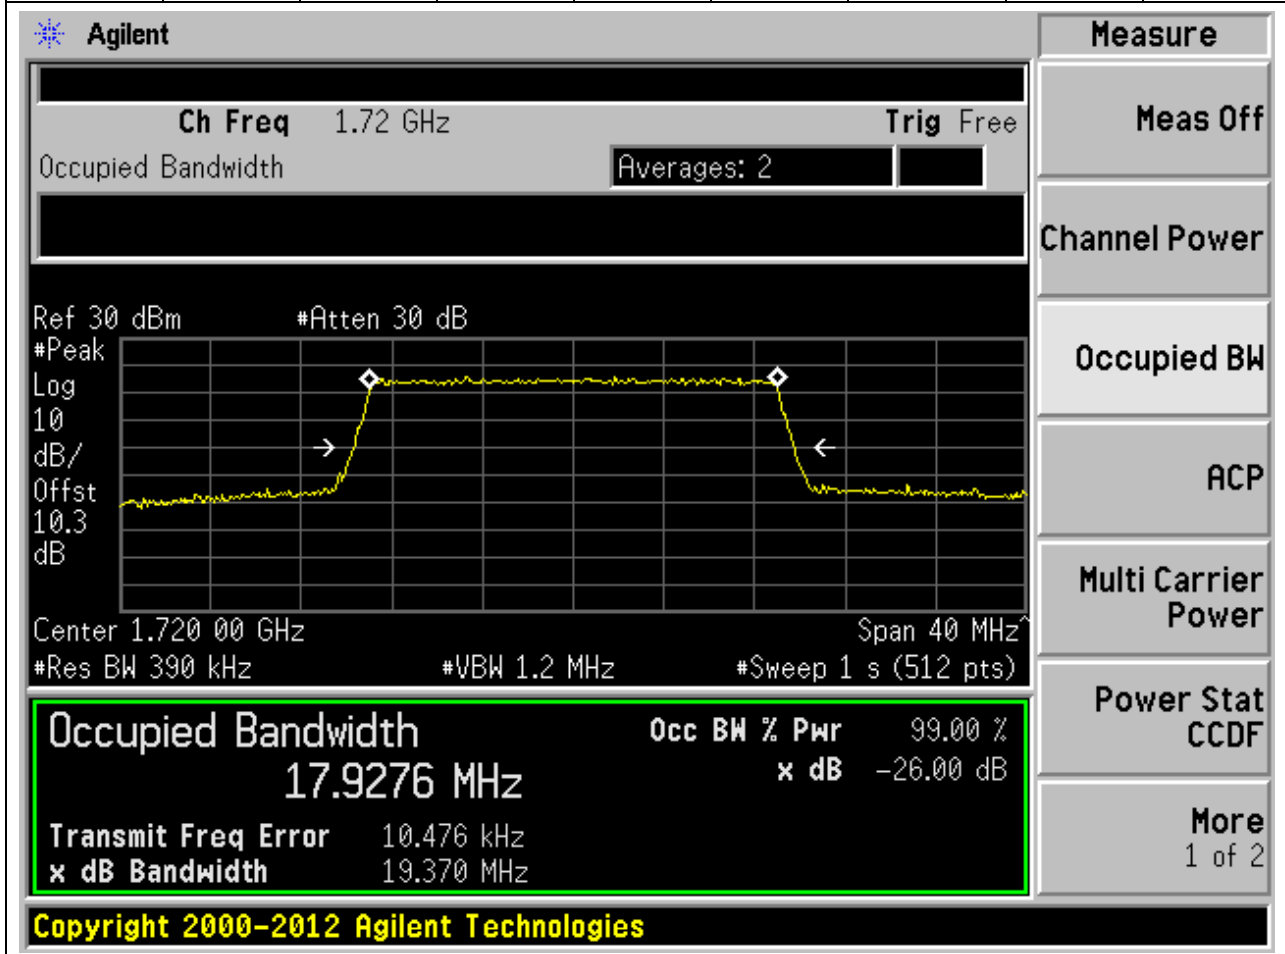 Agilent
Measure
Ch Freq 1.72 GHz Trig Free
Occupied Bandwidth Averages: 2
Meas Off
Channel Power
Occupied BW
ACP
Multi Carrier
Power
Power Stat
CCDF
More
1 of 2
Ref 30 dBm #Atten 30 dB
#Peak
Log
10
dB/
Offst
10.3
dB
Center 1.720 00 GHz Span 40 MHz^
#Res BW 390 kHz #VBW 1.2 MHz #Sweep 1 s (512 pts)
Occupied Bandwidth Occ BW % Pwr 99.00 %
17.9276 MHz x dB -26.00 dB
Transmit Freq Error 10.476 kHz
x dB Bandwidth 19.370 MHz
Copyright 2000-2012 Agilent Technologies